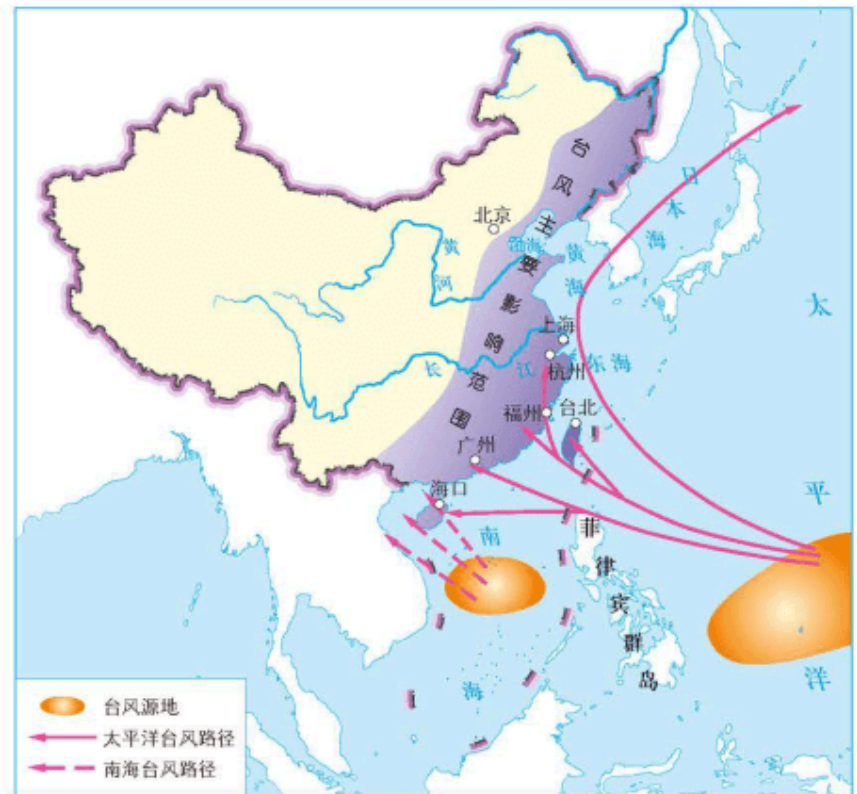 台风主要影响范围
北京
黄河
渤海
黄海
日本海
上海
长江
杭州
东海
太平洋
福州
台北
广州
海口
南海
菲律宾群岛
台风源地
太平洋台风路径
南海台风路径